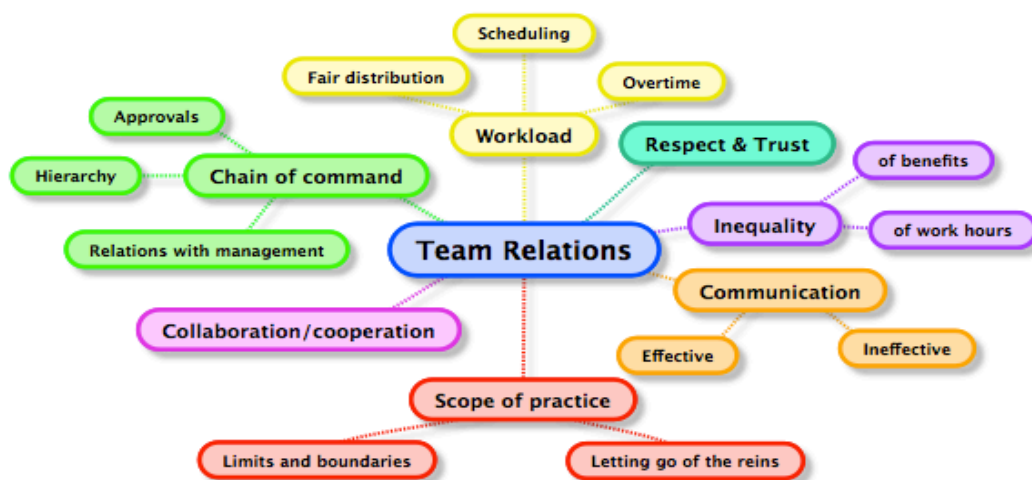 Scheduling
Fair distribution
Overtime
Workload
Approvals
Respect & Trust
of benefits
Hierarchy
Chain of command
Inequality
of work hours
Relations with management
Team Relations
Communication
Collaboration/cooperation
Effective
Ineffective
Scope of practice
Limits and boundaries
Letting go of the reins